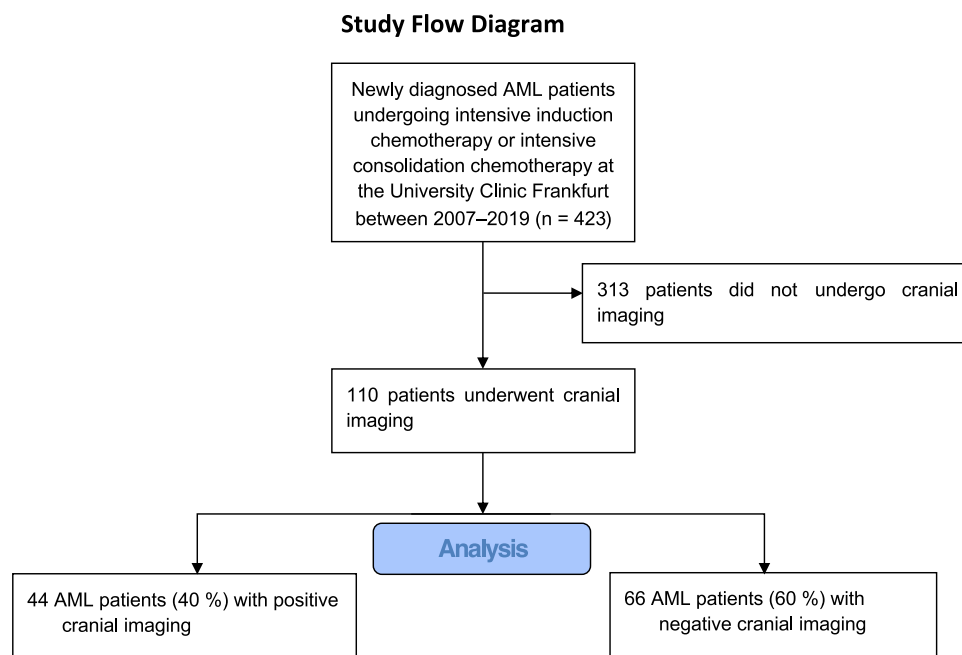 Study Flow Diagram
Newly diagnosed AML patients
undergoing intensive induction
chemotherapy or intensive
consolidation chemotherapy at
the University Clinic Frankfurt
between 2007–2019 (n = 423)
313 patients did not undergo cranial
imaging
110 patients underwent cranial
imaging
Analysis
44 AML patients (40 %) with positive
cranial imaging
66 AML patients (60 %) with
negative cranial imaging